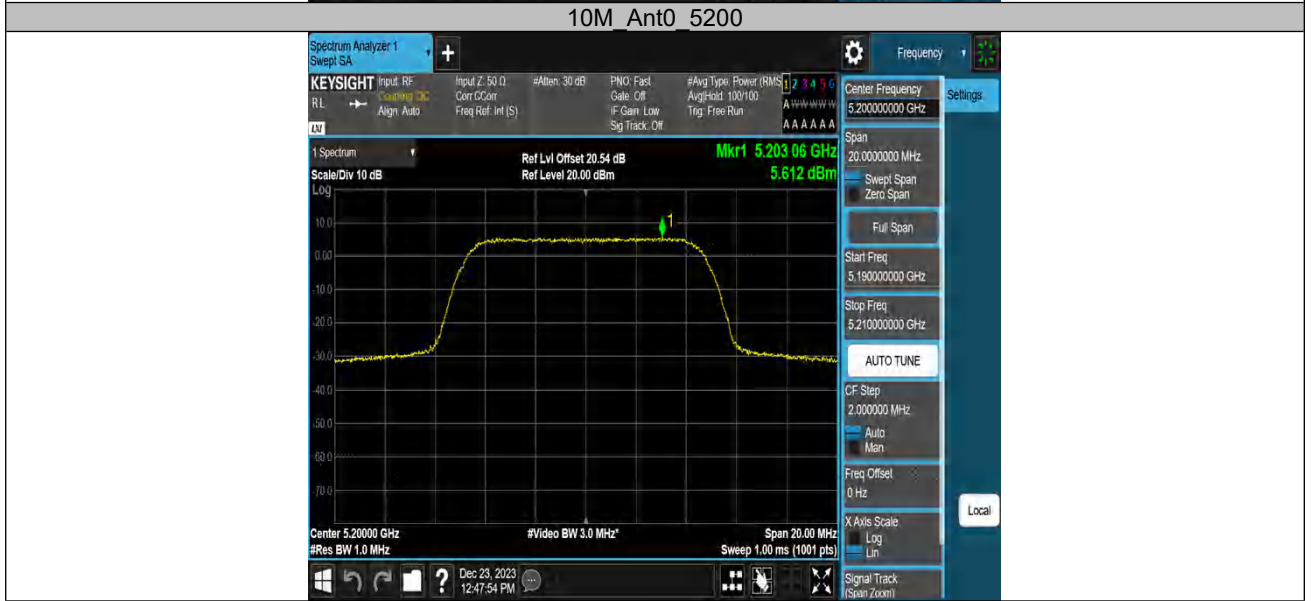 10M_Ant0_5200
Spectrum Analyzer 1
Swept SA
+
Frequency
KEYSIGHT
Input: RF
Coupling: DC
Align: Auto
RL
LXI
Input Z: 50 Ω
Corr CCorr
Freq Ref: Int (S)
#Atten: 30 dB
PNO: Fast
Gate: Off
IF Gain: Low
Sig Track: Off
#Avg Type: Power (RMS
Avg|Hold: 100/100
Trig: Free Run
1 2 3 4 5 6
A W W W W W
A A A A A A
Center Frequency
5.200000000 GHz
Settings
Span
20.0000000 MHz
Swept Span
Zero Span
Full Span
Start Freq
5.190000000 GHz
Stop Freq
5.210000000 GHz
AUTO TUNE
CF Step
2.000000 MHz
Auto
Man
Freq Offset
0 Hz
X Axis Scale
Log
Lin
Local
Signal Track
(Span Zoom)
1 Spectrum
Scale/Div 10 dB
Log
Ref Lvl Offset 20.54 dB
Ref Level 20.00 dBm
Mkr1 5.203 06 GHz
5.612 dBm
1
10.0
0.00
-10.0
-20.0
-30.0
-40.0
-50.0
-60.0
-70.0
Center 5.20000 GHz
#Res BW 1.0 MHz
#Video BW 3.0 MHz*
Span 20.00 MHz
Sweep 1.00 ms (1001 pts)
?
Dec 23, 2023
12:47:54 PM